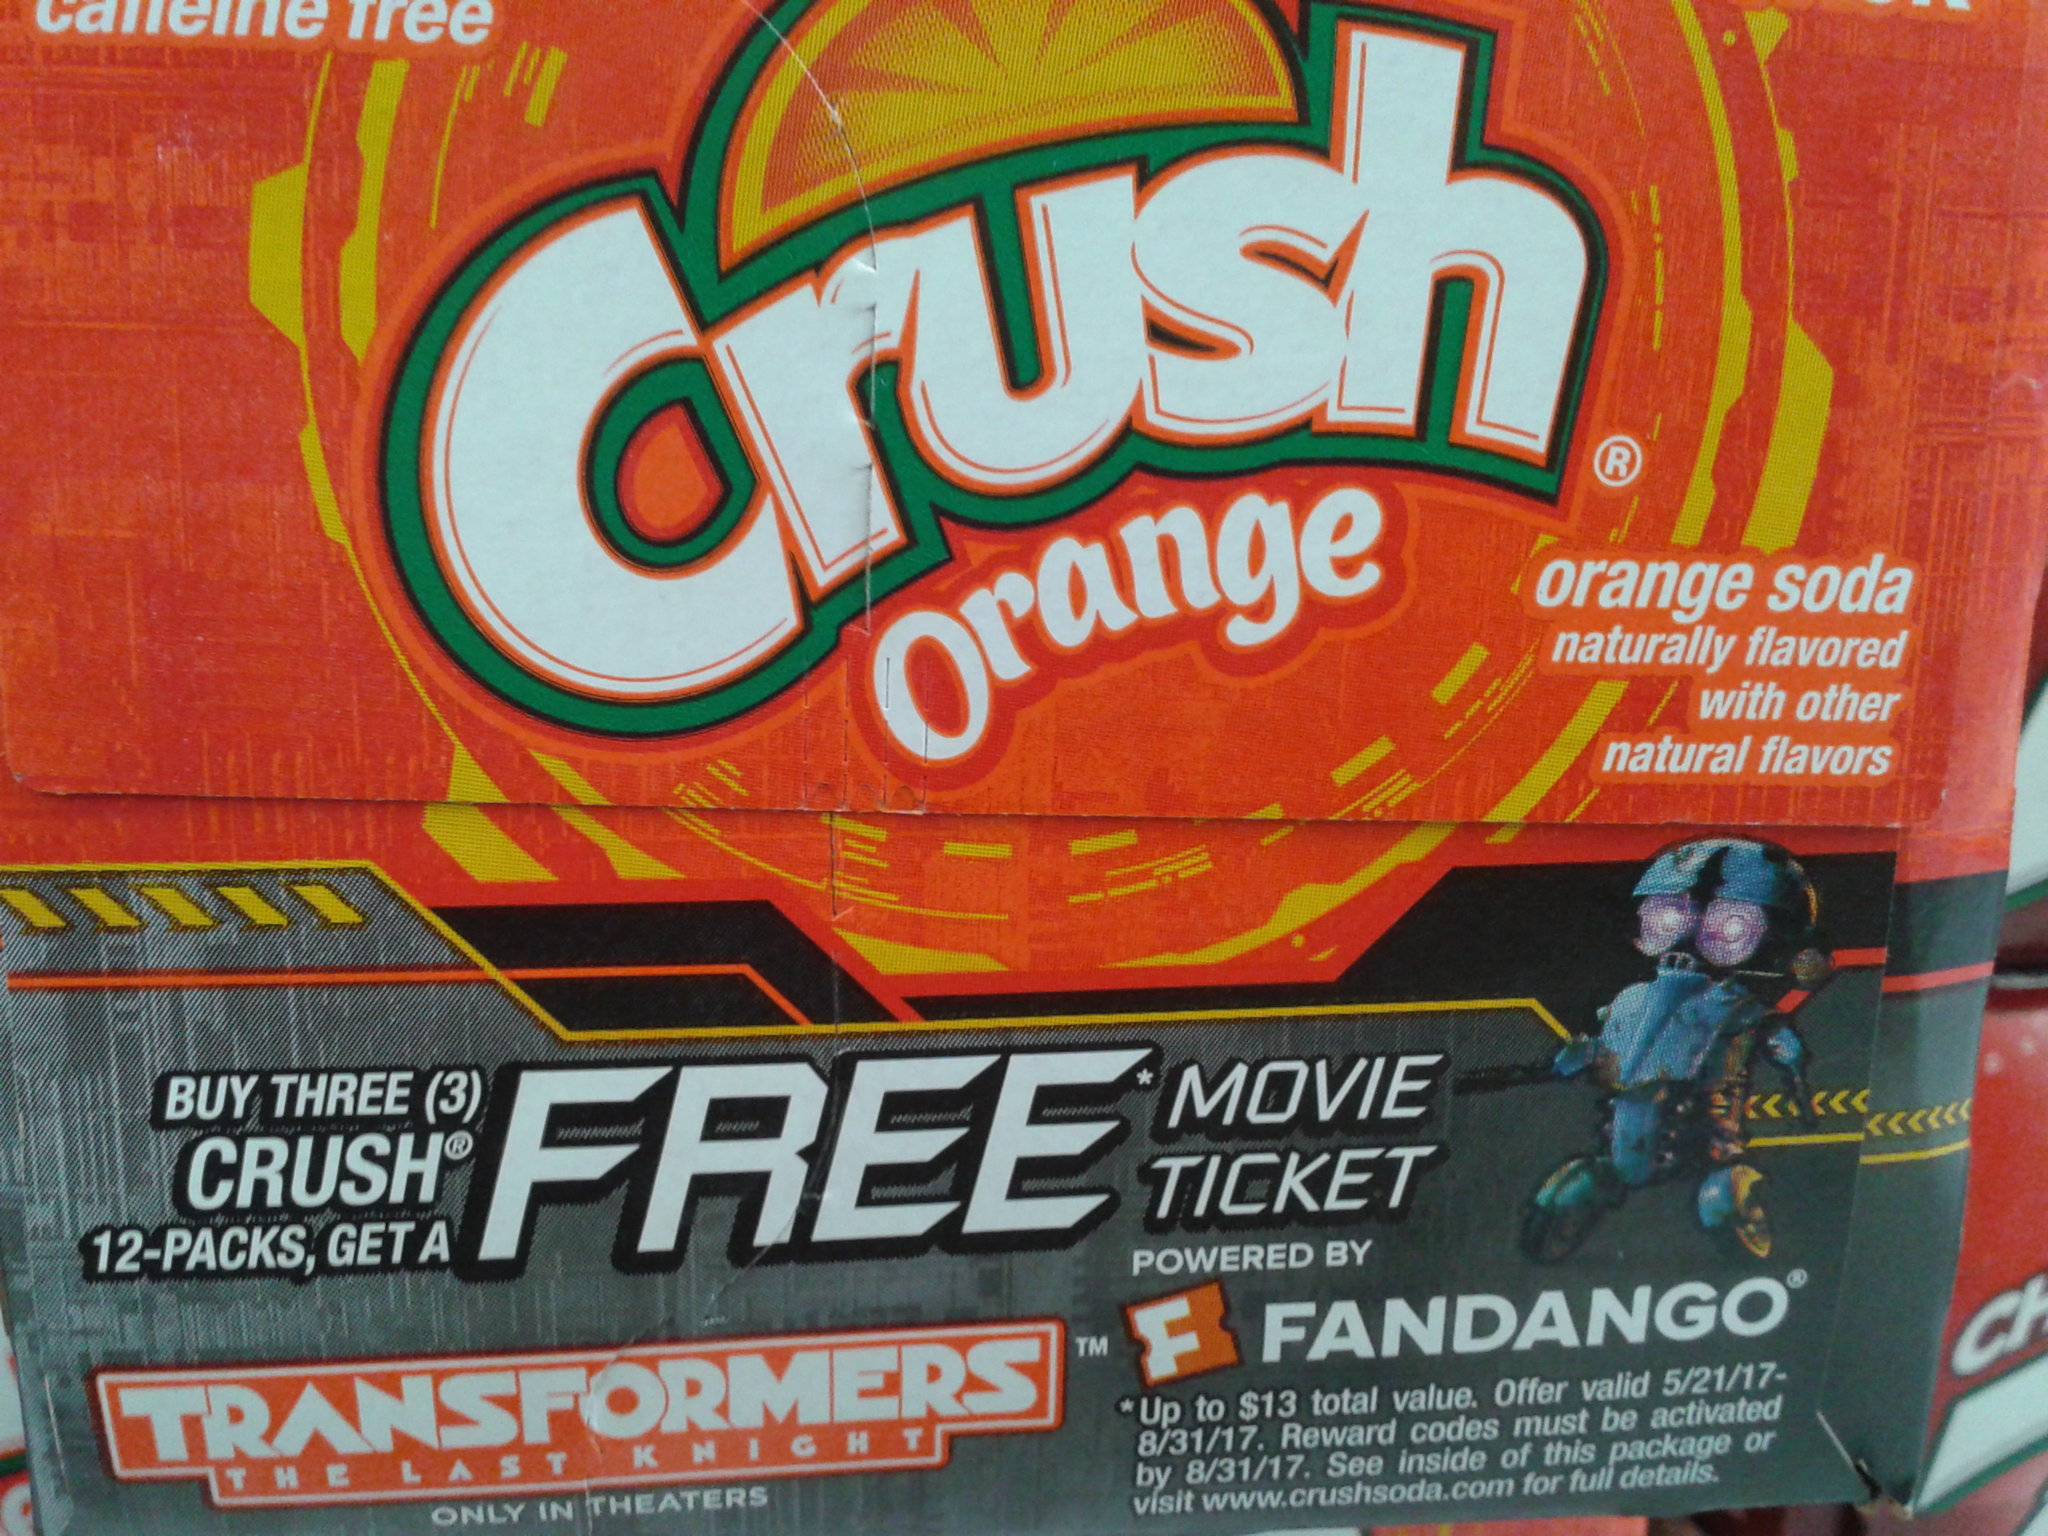 caffeine free
Crush®
orange
orange soda
naturally flavored
with other
natural flavors
BUY THREE (3)
CRUSH®
12-PACKS, GET A
FREE*
MOVIE
TICKET
POWERED BY
F FANDANGO®
TRANSFORMERS™
THE LAST KNIGHT
ONLY IN THEATERS
*Up to $13 total value. Offer valid 5/21/17-
8/31/17. Reward codes must be activated
by 8/31/17. See inside of this package or
visit www.crushsoda.com for full details.